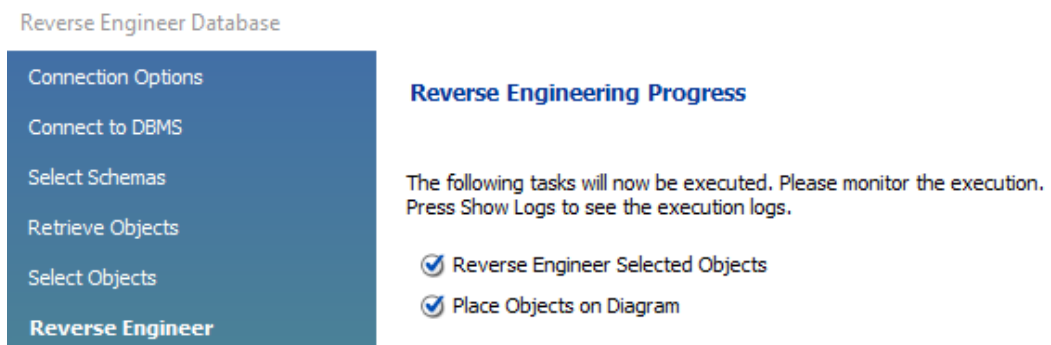 Reverse Engineer Database
Connection Options
Connect to DBMS
Select Schemas
Retrieve Objects
Select Objects
Reverse Engineer
Reverse Engineering Progress
The following tasks will now be executed. Please monitor the execution.
Press Show Logs to see the execution logs.
Reverse Engineer Selected Objects
Place Objects on Diagram